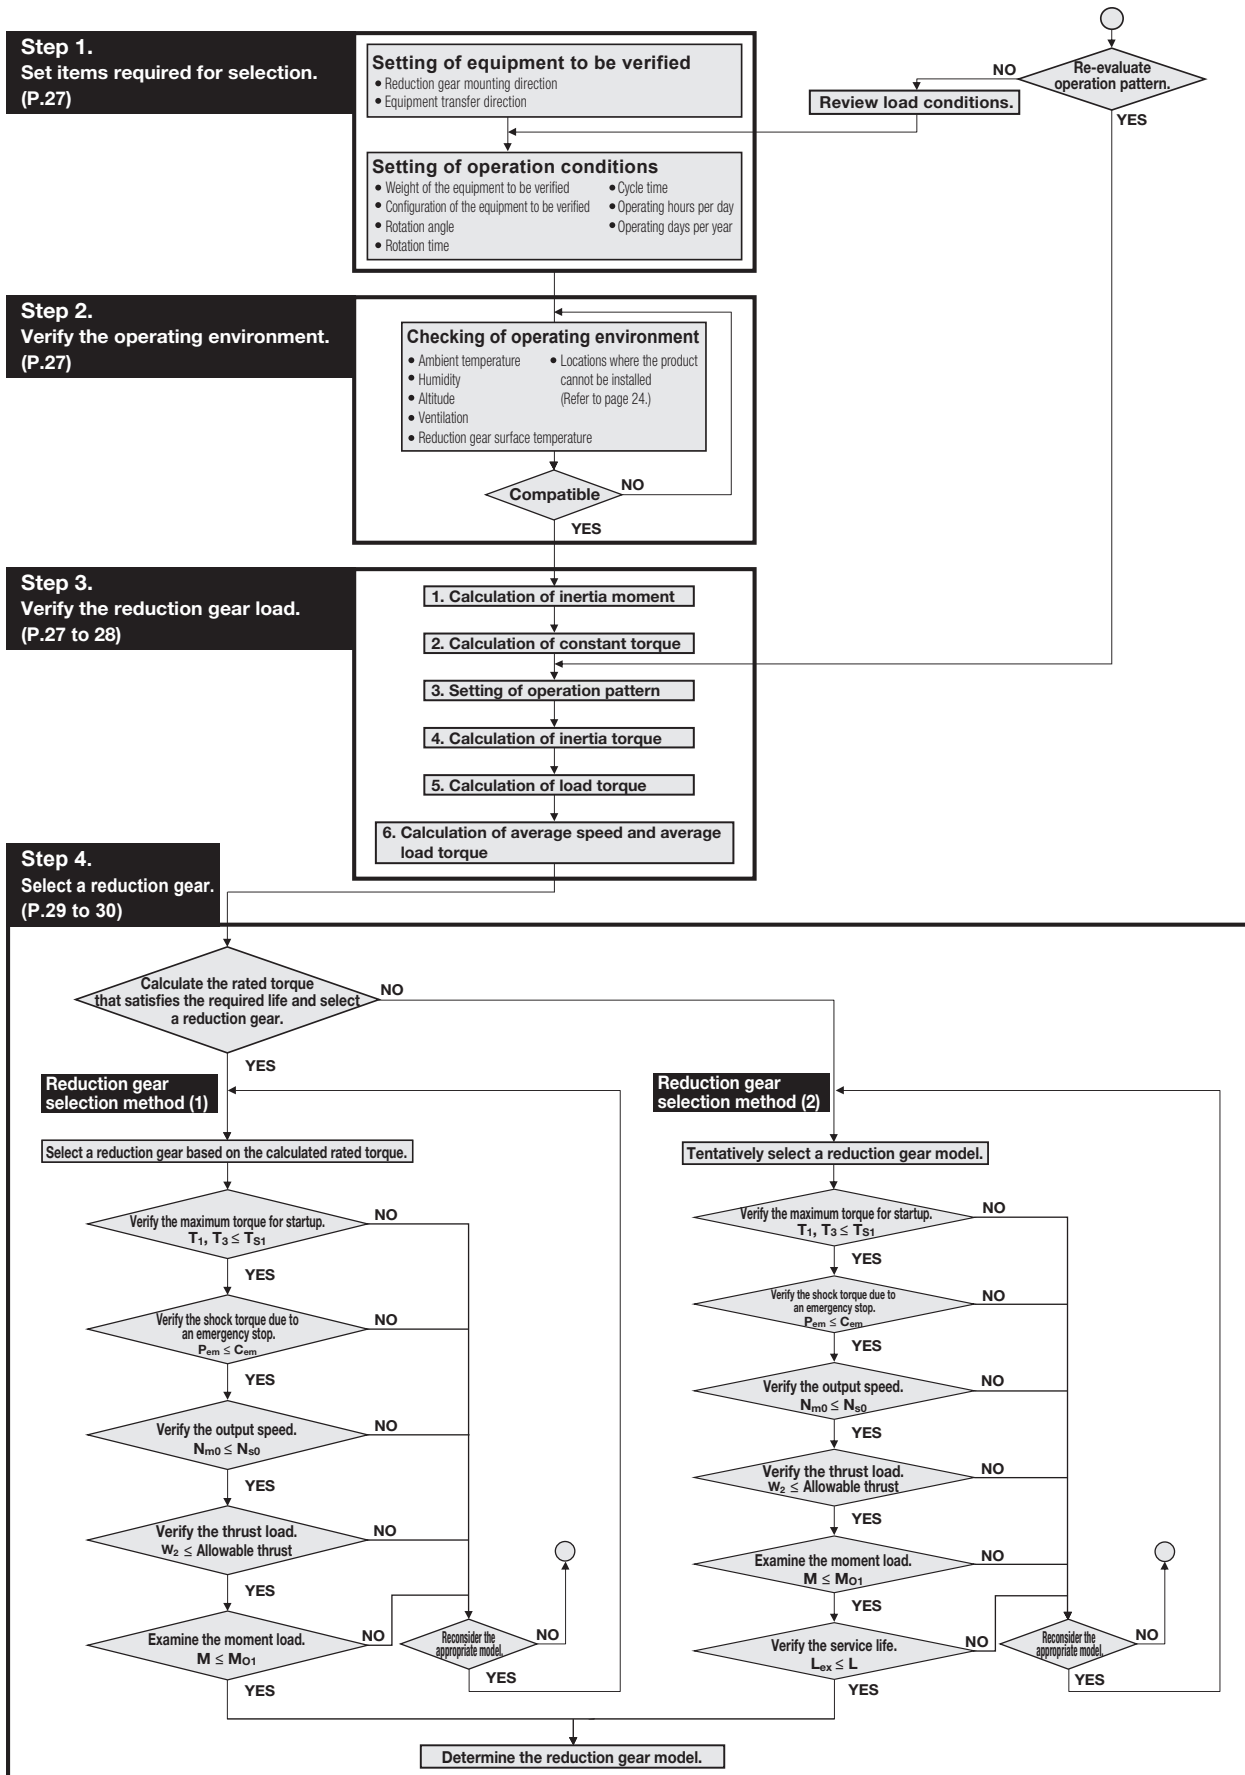 Step 1.
Set items required for selection.
(P.27)
Setting of equipment to be verified
• Reduction gear mounting direction
• Equipment transfer direction
Setting of operation conditions
• Weight of the equipment to be verified
• Configuration of the equipment to be verified
• Rotation angle
• Rotation time
• Cycle time
• Operating hours per day
• Operating days per year
Re-evaluate
operation pattern.
NO
YES
Review load conditions.
Step 2.
Verify the operating environment.
(P.27)
Checking of operating environment
• Ambient temperature
• Humidity
• Altitude
• Ventilation
• Reduction gear surface temperature
• Locations where the product
cannot be installed
(Refer to page 24.)
Compatible
NO
YES
Step 3.
Verify the reduction gear load.
(P.27 to 28)
1. Calculation of inertia moment
2. Calculation of constant torque
3. Setting of operation pattern
4. Calculation of inertia torque
5. Calculation of load torque
6. Calculation of average speed and average
load torque
Step 4.
Select a reduction gear.
(P.29 to 30)
Calculate the rated torque
that satisfies the required life and select
a reduction gear.
NO
YES
Reduction gear
selection method (1)
Select a reduction gear based on the calculated rated torque.
Verify the maximum torque for startup.
T1, T3 ≤ TS1
NO
YES
Verify the shock torque due to
an emergency stop.
Pem ≤ Cem
NO
YES
Verify the output speed.
Nm0 ≤ Ns0
NO
YES
Verify the thrust load.
W2 ≤ Allowable thrust
NO
YES
Examine the moment load.
M ≤ MO1
NO
YES
Reconsider the
appropriate model.
NO
YES
Reduction gear
selection method (2)
Tentatively select a reduction gear model.
Verify the maximum torque for startup.
T1, T3 ≤ TS1
NO
YES
Verify the shock torque due to
an emergency stop.
Pem ≤ Cem
NO
YES
Verify the output speed.
Nm0 ≤ Ns0
NO
YES
Verify the thrust load.
W2 ≤ Allowable thrust
NO
YES
Examine the moment load.
M ≤ MO1
NO
YES
Verify the service life.
Lex ≤ L
NO
YES
Reconsider the
appropriate model.
NO
YES
Determine the reduction gear model.